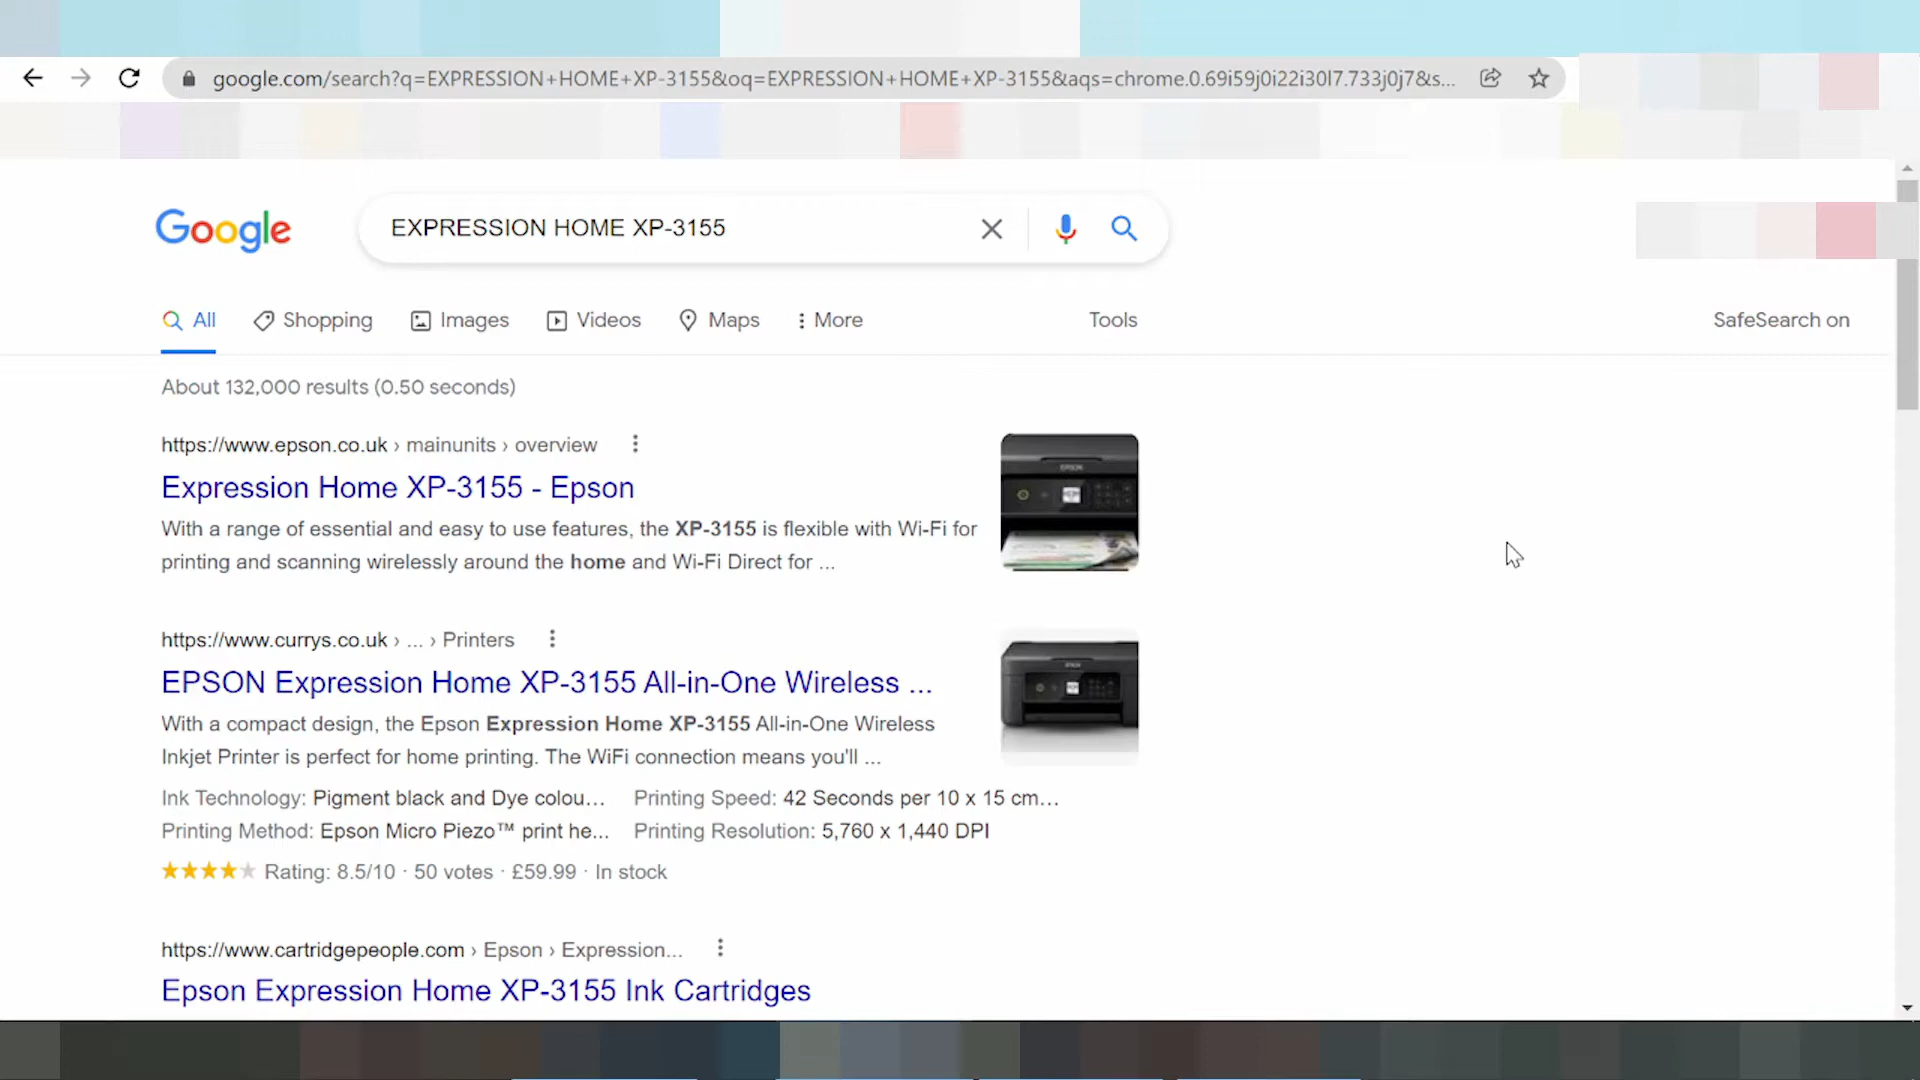 google.com/search?q=EXPRESSION+HOME+XP-3155&oq=EXPRESSION+HOME+XP-3155&aqs=chrome.0.69i59j0i22i30l7.733j0j7&s...
Google
EXPRESSION HOME XP-3155
All
Shopping
Images
Videos
Maps
More
Tools
SafeSearch on
About 132,000 results (0.50 seconds)
https://www.epson.co.uk › mainunits › overview
Expression Home XP-3155 - Epson
With a range of essential and easy to use features, the XP-3155 is flexible with Wi-Fi for
printing and scanning wirelessly around the home and Wi-Fi Direct for ...
EPSON
https://www.currys.co.uk › ... › Printers
EPSON Expression Home XP-3155 All-in-One Wireless ...
With a compact design, the Epson Expression Home XP-3155 All-in-One Wireless
Inkjet Printer is perfect for home printing. The WiFi connection means you'll ...
Ink Technology: Pigment black and Dye colou... Printing Speed: 42 Seconds per 10 x 15 cm...
Printing Method: Epson Micro Piezo™ print he... Printing Resolution: 5,760 x 1,440 DPI
Rating: 8.5/10 · 50 votes · £59.99 · In stock
EPSON
https://www.cartridgepeople.com › Epson › Expression...
Epson Expression Home XP-3155 Ink Cartridges